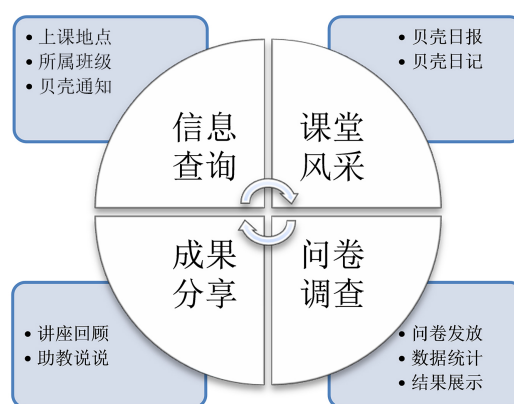 • 上课地点
• 所属班级
• 贝壳通知
• 贝壳日报
• 贝壳日记
信息
查询
课堂
风采
成果
分享
问卷
调查
• 讲座回顾
• 助教说说
• 问卷发放
• 数据统计
• 结果展示